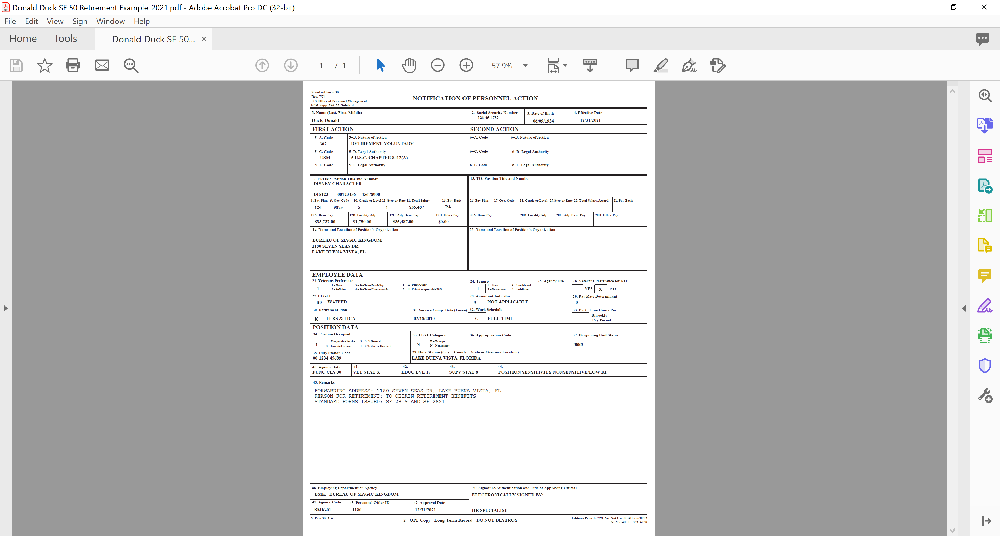 Donald Duck SF 50 Retirement Example_2021.pdf - Adobe Acrobat Pro DC (32-bit)
File Edit View Sign Window Help
Home Tools Donald Duck SF 50... ×
1 / 1 57.9%
Standard Form 50
Rev. 7/91
U.S. Office of Personnel Management
FPM Supp. 296-33, Subch. 4
NOTIFICATION OF PERSONNEL ACTION
1. Name (Last, First, Middle) 2. Social Security Number 3. Date of Birth 4. Effective Date
Duck, Donald 123-45-6789 06/09/1934 12/31/2021
FIRST ACTION SECOND ACTION
5-A. Code 5-B. Nature of Action 6-A. Code 6-B. Nature of Action
302 RETIREMENT-VOLUNTARY
5-C. Code 5-D. Legal Authority 6-C. Code 6-D. Legal Authority
USM 5 U.S.C. CHAPTER 8412(A)
5-E. Code 5-F. Legal Authority 6-E. Code 6-F. Legal Authority
7. FROM: Position Title and Number 15. TO: Position Title and Number
DISNEY CHARACTER
DIS123 00123456 45678900
8. Pay Plan 9. Occ. Code 10. Grade or Level 11. Step or Rate 12. Total Salary 13. Pay Basis 16. Pay Plan 17. Occ. Code 18. Grade or Level 19.Step or Rate 20. Total Salary/Award 21. Pay Basis
GS 9875 5 1 $35,487 PA
12A. Basic Pay 12B. Locality Adj. 12C. Adj. Basic Pay 12D. Other Pay 20A. Basic Pay 20B. Locality Adj. 20C. Adj. Basic Pay 20D. Other Pay
$33,737.00 $1,750.00 $35,487.00 $0.00
14. Name and Location of Position's Organization 22. Name and Location of Position's Organization
BUREAU OF MAGIC KINGDOM
1180 SEVEN SEAS DR.
LAKE BUENA VISTA, FL
EMPLOYEE DATA
23. Veterans Preference 24. Tenure 25. Agency Use 26. Veterans Preference for RIF
1 1 - None 3 - 10-Point/Disability 5 - 10-Point/Other 1 0 - None 2 - Conditional YES X NO
2 - 5-Point 4 - 10-Point/Compensable 6 - 10-Point/Compensable/30% 1 - Permanent 3 - Indefinite
27. FEGLI 28. Annuitant Indicator 29. Pay Rate Determinant
B0 WAIVED 9 NOT APPLICABLE 0
30. Retirement Plan 31. Service Comp. Date (Leave) 32. Work Schedule 33. Part-Time Hours Per
Biweekly
Pay Period
K FERS & FICA 02/18/2010 G FULL-TIME
POSITION DATA
34. Position Occupied 35. FLSA Category 36. Appropriation Code 37. Bargaining Unit Status
1 1 - Competitive Service 3 - SES General N E - Exempt 8888
2 - Excepted Service 4 - SES Career Reserved N - Nonexempt
38. Duty Station Code 39. Duty Station (City - County - State or Overseas Location)
00-1234-45689 LAKE BUENA VISTA, FLORIDA
40. Agency Data 41. 42. 43. 44.
FUNC CLS 00 VET STAT X EDUC LVL 17 SUPV STAT 8 POSITION SENSITIVITY NONSENSITIVE/LOW RI
45. Remarks
FORWARDING ADDRESS: 1180 SEVEN SEAS DR, LAKE BUENA VISTA, FL
REASON FOR RETIREMENT: TO OBTAIN RETIREMENT BENEFITS
STANDARD FORMS ISSUED: SF 2819 AND SF 2821
46. Employing Department or Agency 50. Signature/Authentication and Title of Approving Official
BMK - BUREAU OF MAGIC KINGDOM ELECTRONICALLY SIGNED BY:
47. Agency Code 48. Personnel Office ID 49. Approval Date
BMK-01 1180 12/31/2021 HR SPECIALIST
5-Part 50-316 2 - OPF Copy - Long-Term Record - DO NOT DESTROY Editions Prior to 7/91 Are Not Usable After 6/30/93
NSN 7540-01-333-6238